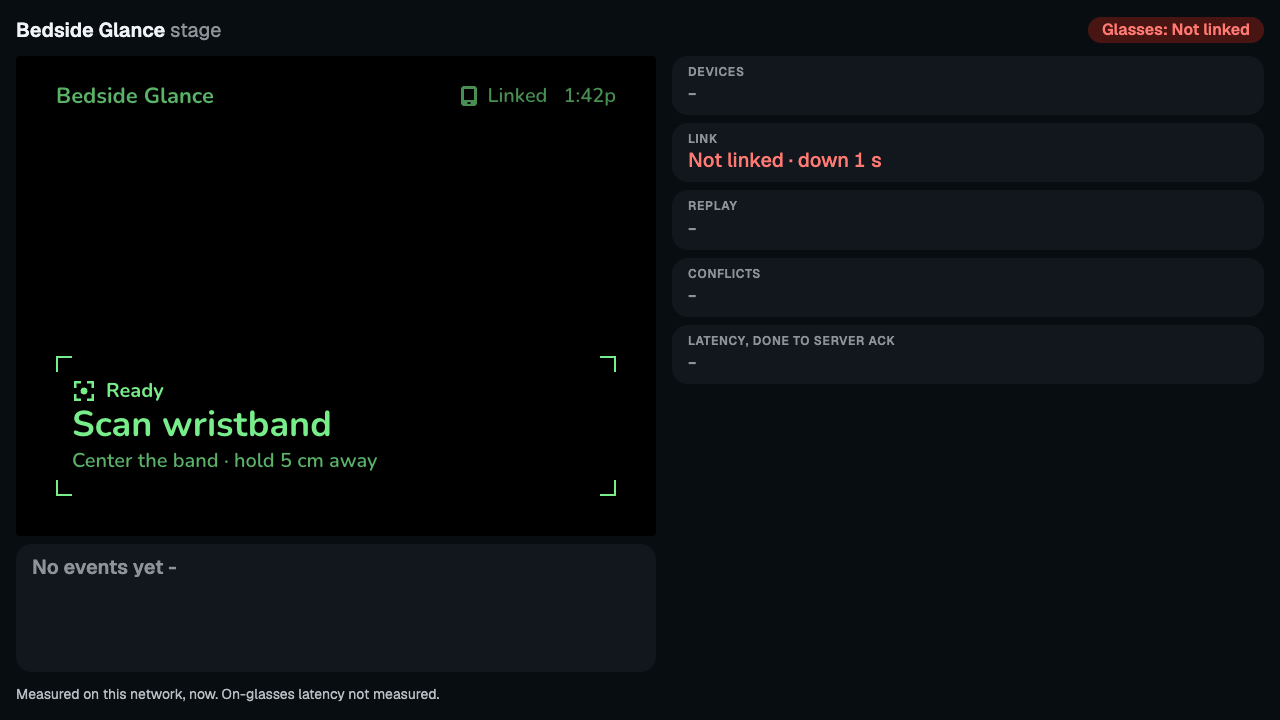 Bedside Glance stage
Glasses: Not linked
Bedside Glance
Linked 1:42p
Ready
Scan wristband
Center the band · hold 5 cm away
No events yet -
Measured on this network, now. On-glasses latency not measured.
DEVICES
–
LINK
Not linked · down 1 s
REPLAY
–
CONFLICTS
–
LATENCY, DONE TO SERVER ACK
–